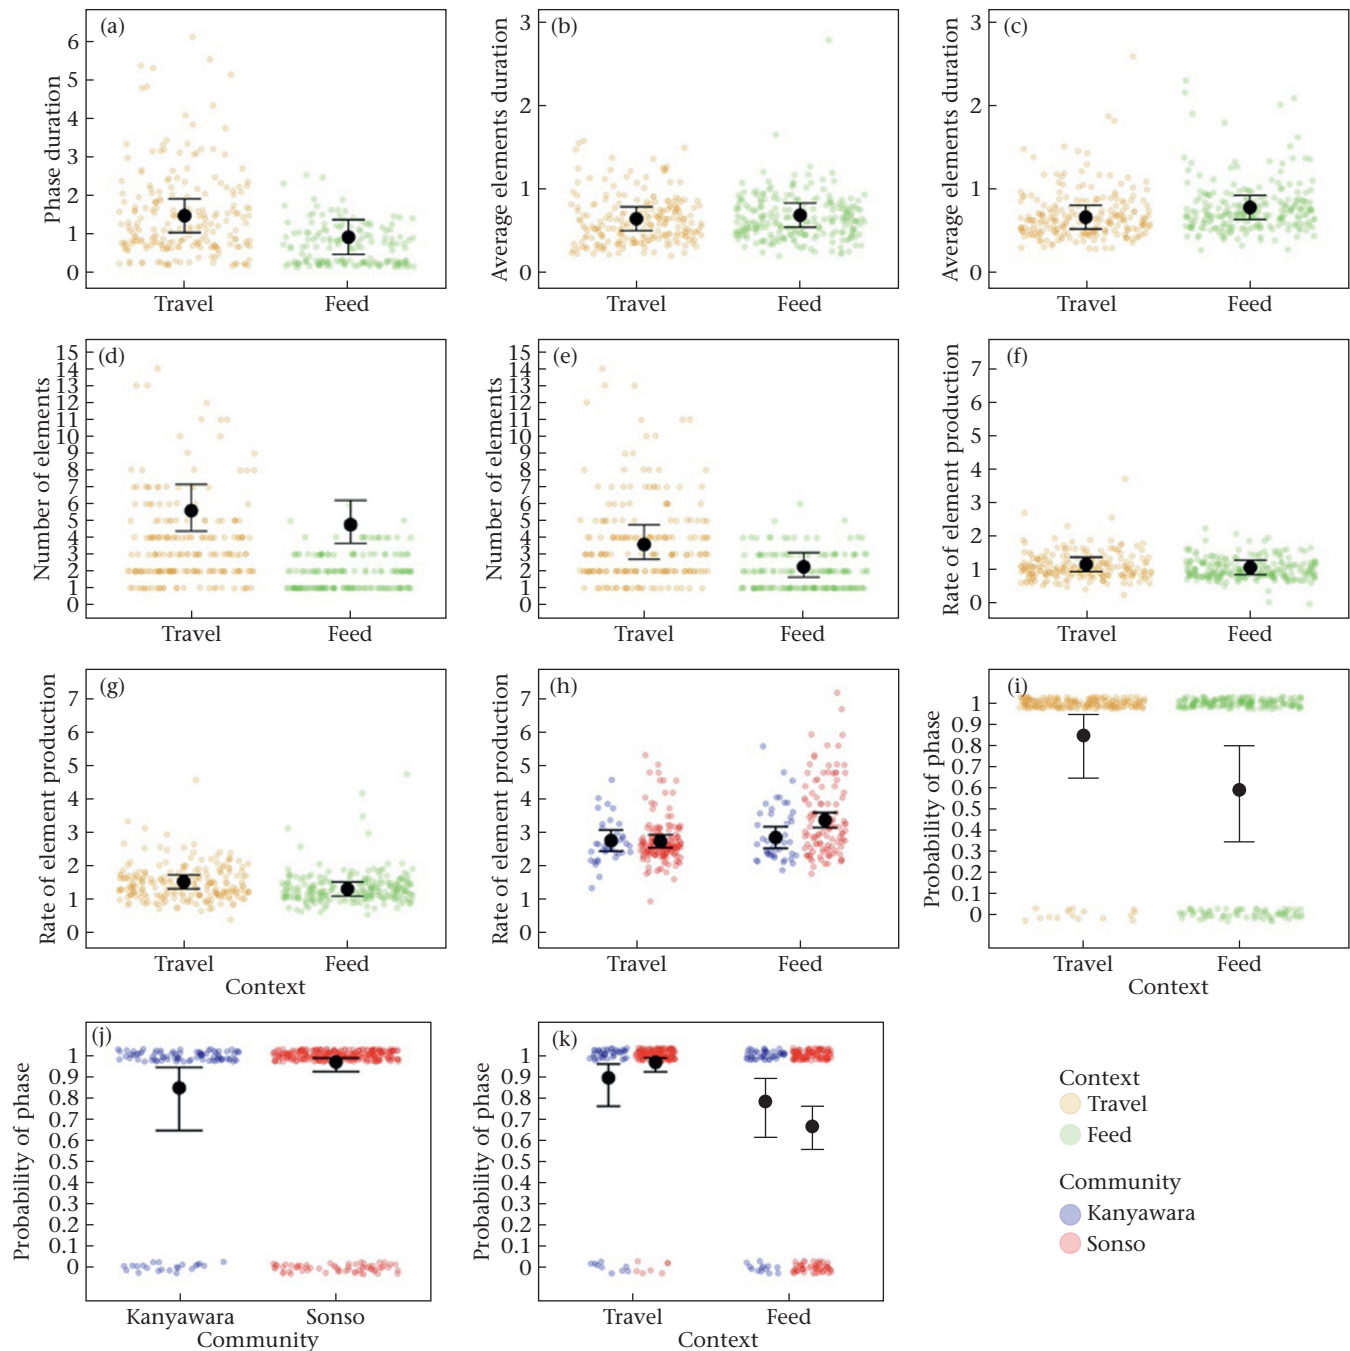 (a)
Phase duration
6
5
4
3
2
1
0
Travel Feed
(b)
Average elements duration
3
2
1
0
Travel Feed
(c)
Average elements duration
3
2
1
0
Travel Feed
(d)
Number of elements
15
14
13
12
11
10
9
8
7
6
5
4
3
2
1
0
Travel Feed
(e)
Number of elements
15
14
13
12
11
10
9
8
7
6
5
4
3
2
1
0
Travel Feed
(f)
Rate of element production
7
6
5
4
3
2
1
0
Travel Feed
(g)
Rate of element production
7
6
5
4
3
2
1
0
Travel Feed
Context
(h)
Rate of element production
7
6
5
4
3
2
1
0
Travel Feed
(i)
Probability of phase
1
0.9
0.8
0.7
0.6
0.5
0.4
0.3
0.2
0.1
0
Travel Feed
Context
(j)
Probability of phase
1
0.9
0.8
0.7
0.6
0.5
0.4
0.3
0.2
0.1
0
Kanyawara Sonso
Community
(k)
Probability of phase
1
0.9
0.8
0.7
0.6
0.5
0.4
0.3
0.2
0.1
0
Travel Feed
Context
Context
Travel
Feed
Community
Kanyawara
Sonso